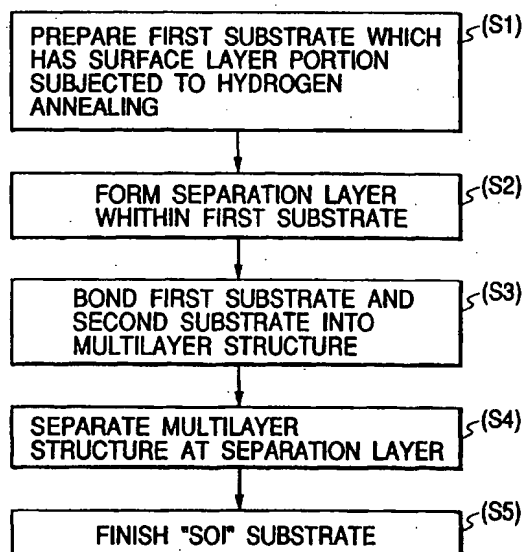 PREPARE FIRST SUBSTRATE WHICH
HAS SURFACE LAYER PORTION
SUBJECTED TO HYDROGEN
ANNEALING
(S1)
FORM SEPARATION LAYER
WHITHIN FIRST SUBSTRATE
(S2)
BOND FIRST SUBSTRATE AND
SECOND SUBSTRATE INTO
MULTILAYER STRUCTURE
(S3)
SEPARATE MULTILAYER
STRUCTURE AT SEPARATION LAYER
(S4)
FINISH "SOI" SUBSTRATE
(S5)